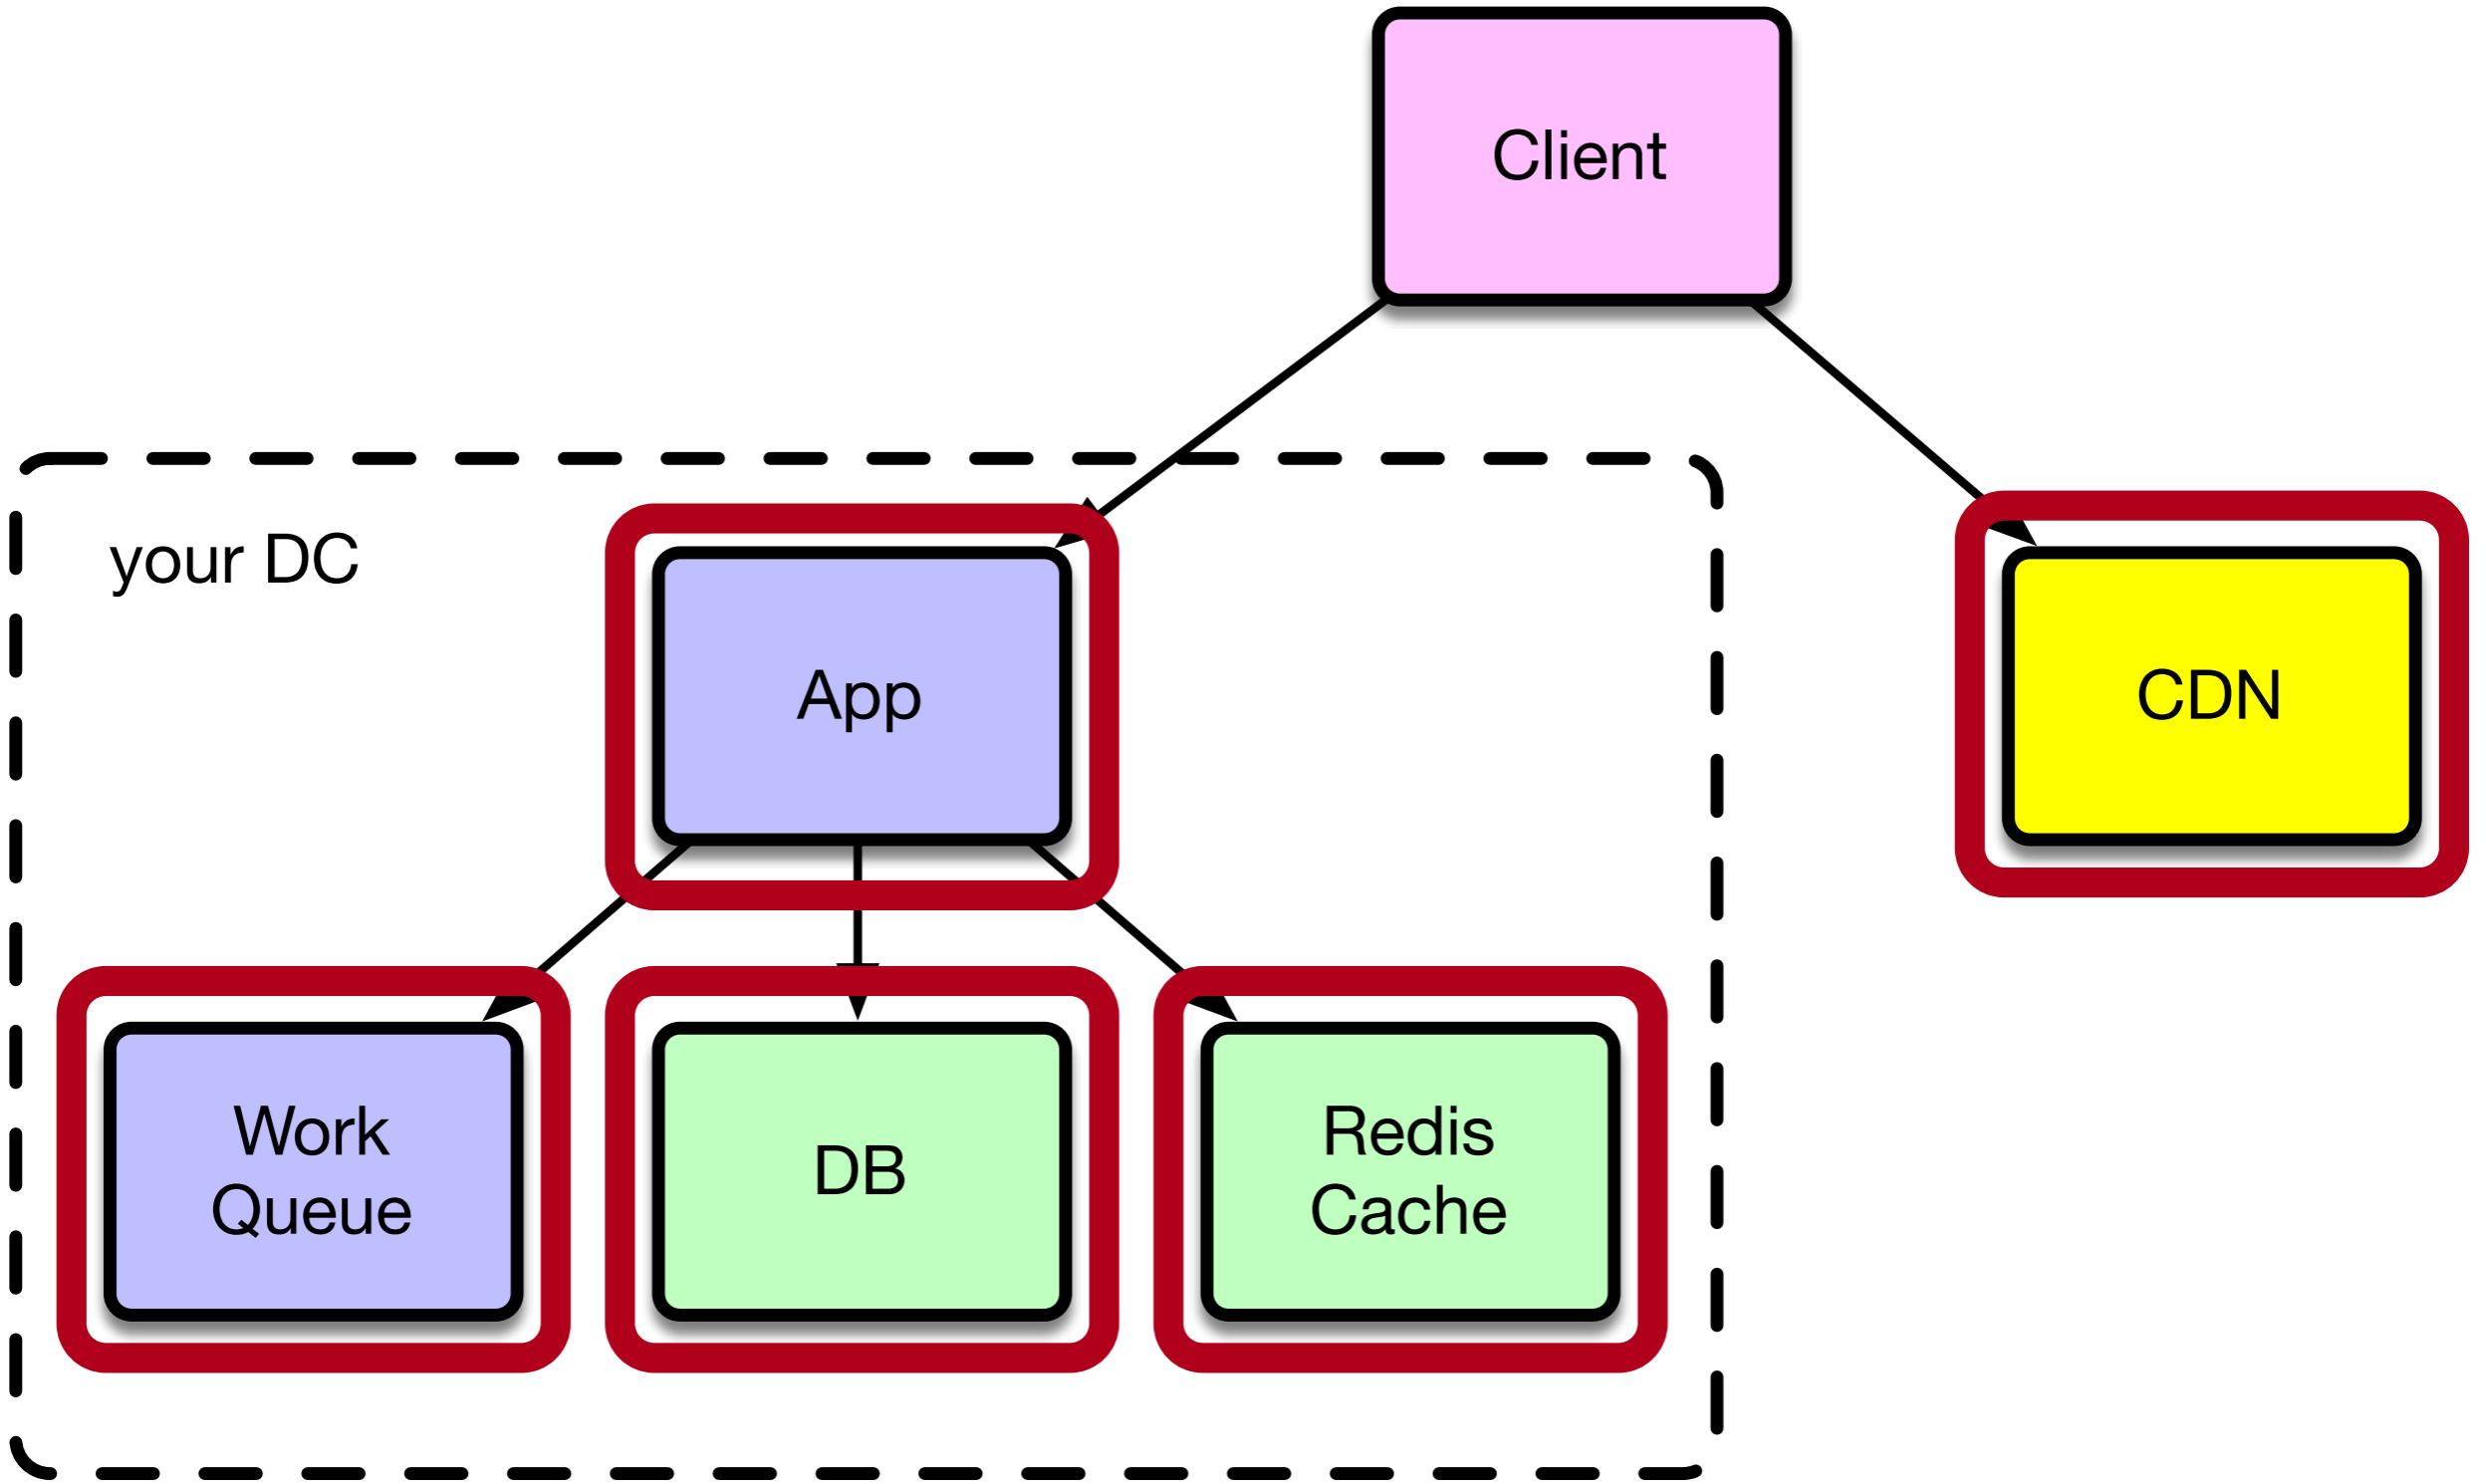 Client
your DC
App
CDN
Work
Queue
DB
Redis
Cache